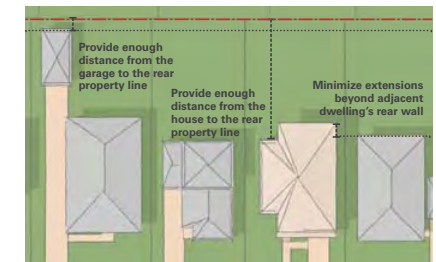 Provide enough
distance from the
garage to the rear
property line
Provide enough
distance from the
house to the rear
property line
Minimize extensions
beyond adjacent
dwelling's rear wall